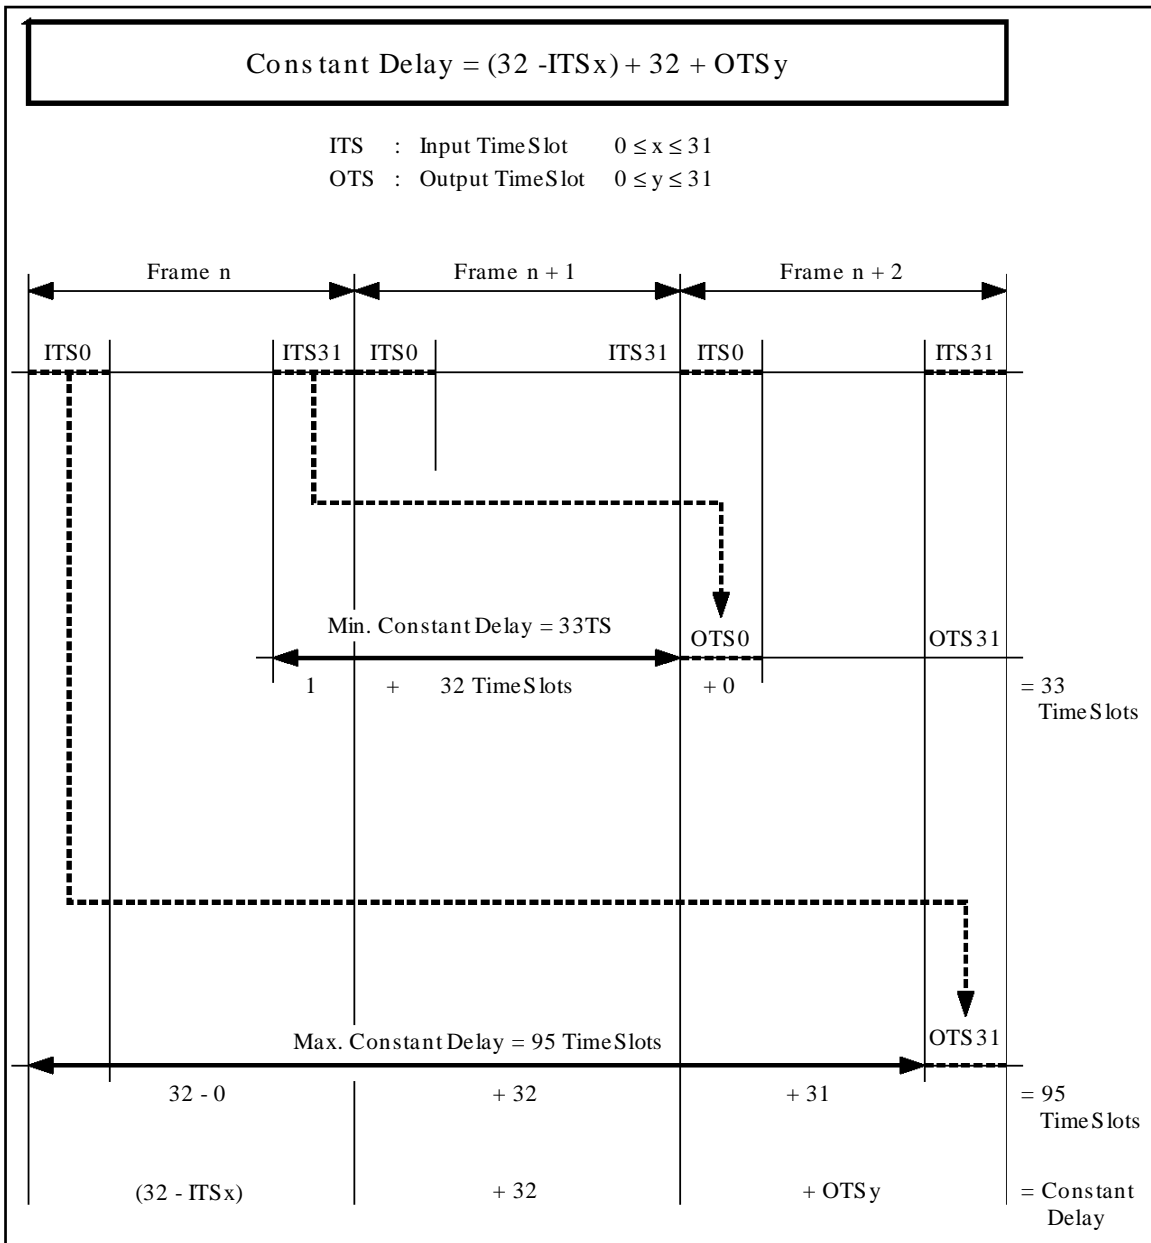 Constant Delay = (32 -ITSx) + 32 + OTSy
ITS : Input TimeSlot 0 ≤ x ≤ 31
OTS : Output TimeSlot 0 ≤ y ≤ 31
Frame n Frame n + 1 Frame n + 2
ITS0 ITS31 ITS0 ITS31 ITS0 ITS31
Min. Constant Delay = 33TS OTS0 OTS31
1 + 32 TimeSlots + 0 = 33
TimeSlots
Max. Constant Delay = 95 TimeSlots OTS31
32 - 0 + 32 + 31 = 95
TimeSlots
(32 - ITSx) + 32 + OTSy = Constant
Delay